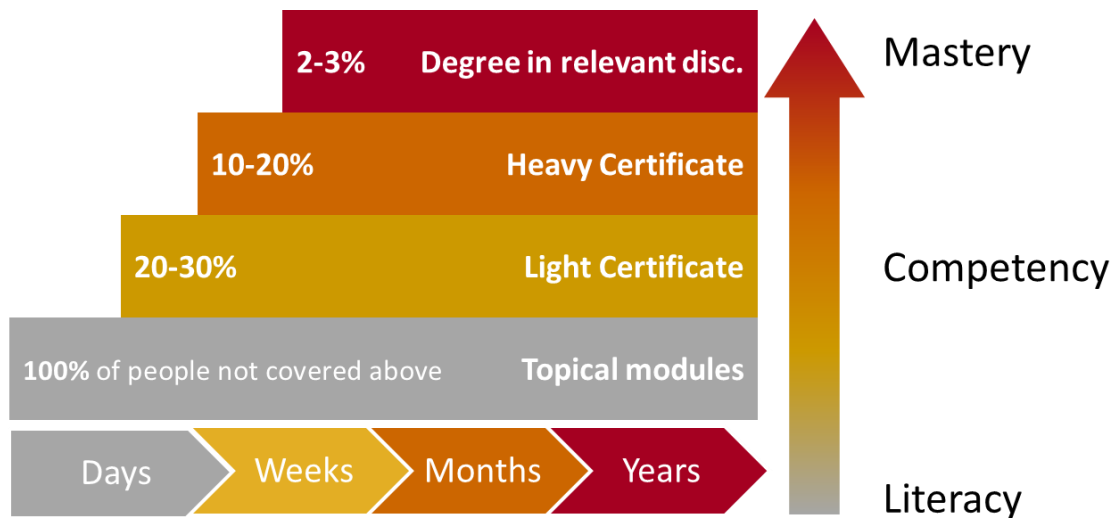 2-3% Degree in relevant disc.
Mastery
10-20% Heavy Certificate
20-30% Light Certificate
Competency
100% of people not covered above Topical modules
Days Weeks Months Years
Literacy